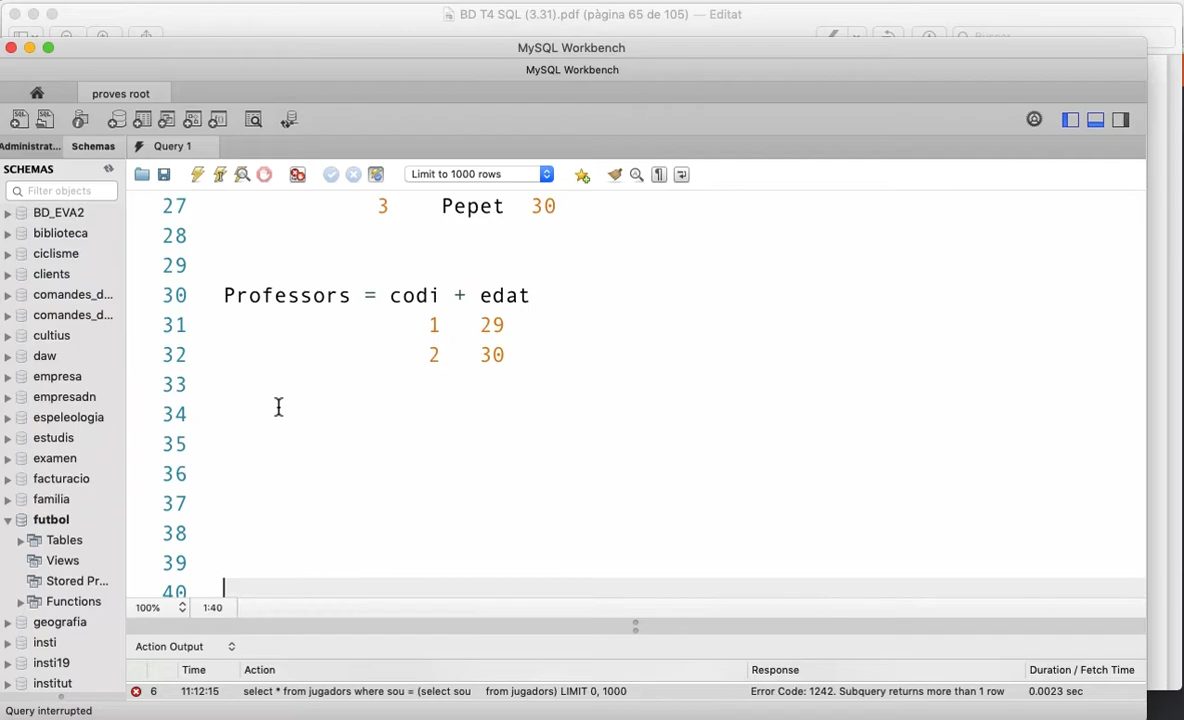 BD T4 SQL (3.31).pdf (pàgina 65 de 105) — Editat
MySQL Workbench
MySQL Workbench
proves root
Administrat... Schemas Query 1
SCHEMAS
Limit to 1000 rows
Filter objects
BD_EVA2
biblioteca
ciclisme
clients
comandes_d...
comandes_d...
cultius
daw
empresa
empresadn
espeleologia
estudis
examen
facturacio
familia
futbol
Tables
Views
Stored Pr...
Functions
geografia
insti
insti19
institut
27 3 Pepet 30
28
29
30 Professors = codi + edat
31 1 29
32 2 30
33
34
35
36
37
38
39
40
100% 1:40
Action Output
Time Action Response Duration / Fetch Time
6 11:12:15 select * from jugadors where sou = (select sou from jugadors) LIMIT 0, 1000 Error Code: 1242. Subquery returns more than 1 row 0.0023 sec
Query interrupted